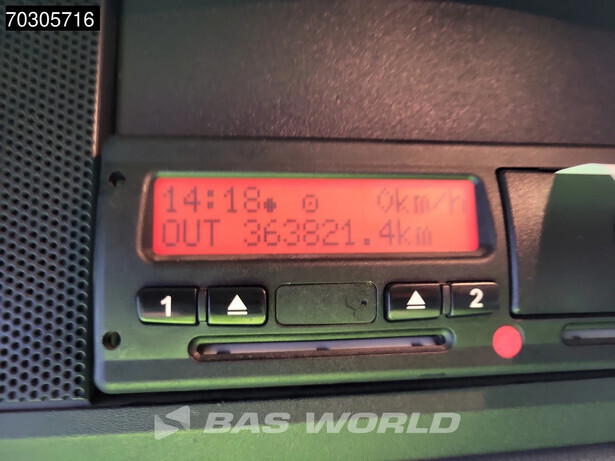 70305716
14:18 0km/h
OUT 363821.4km
1 2
BAS WORLD